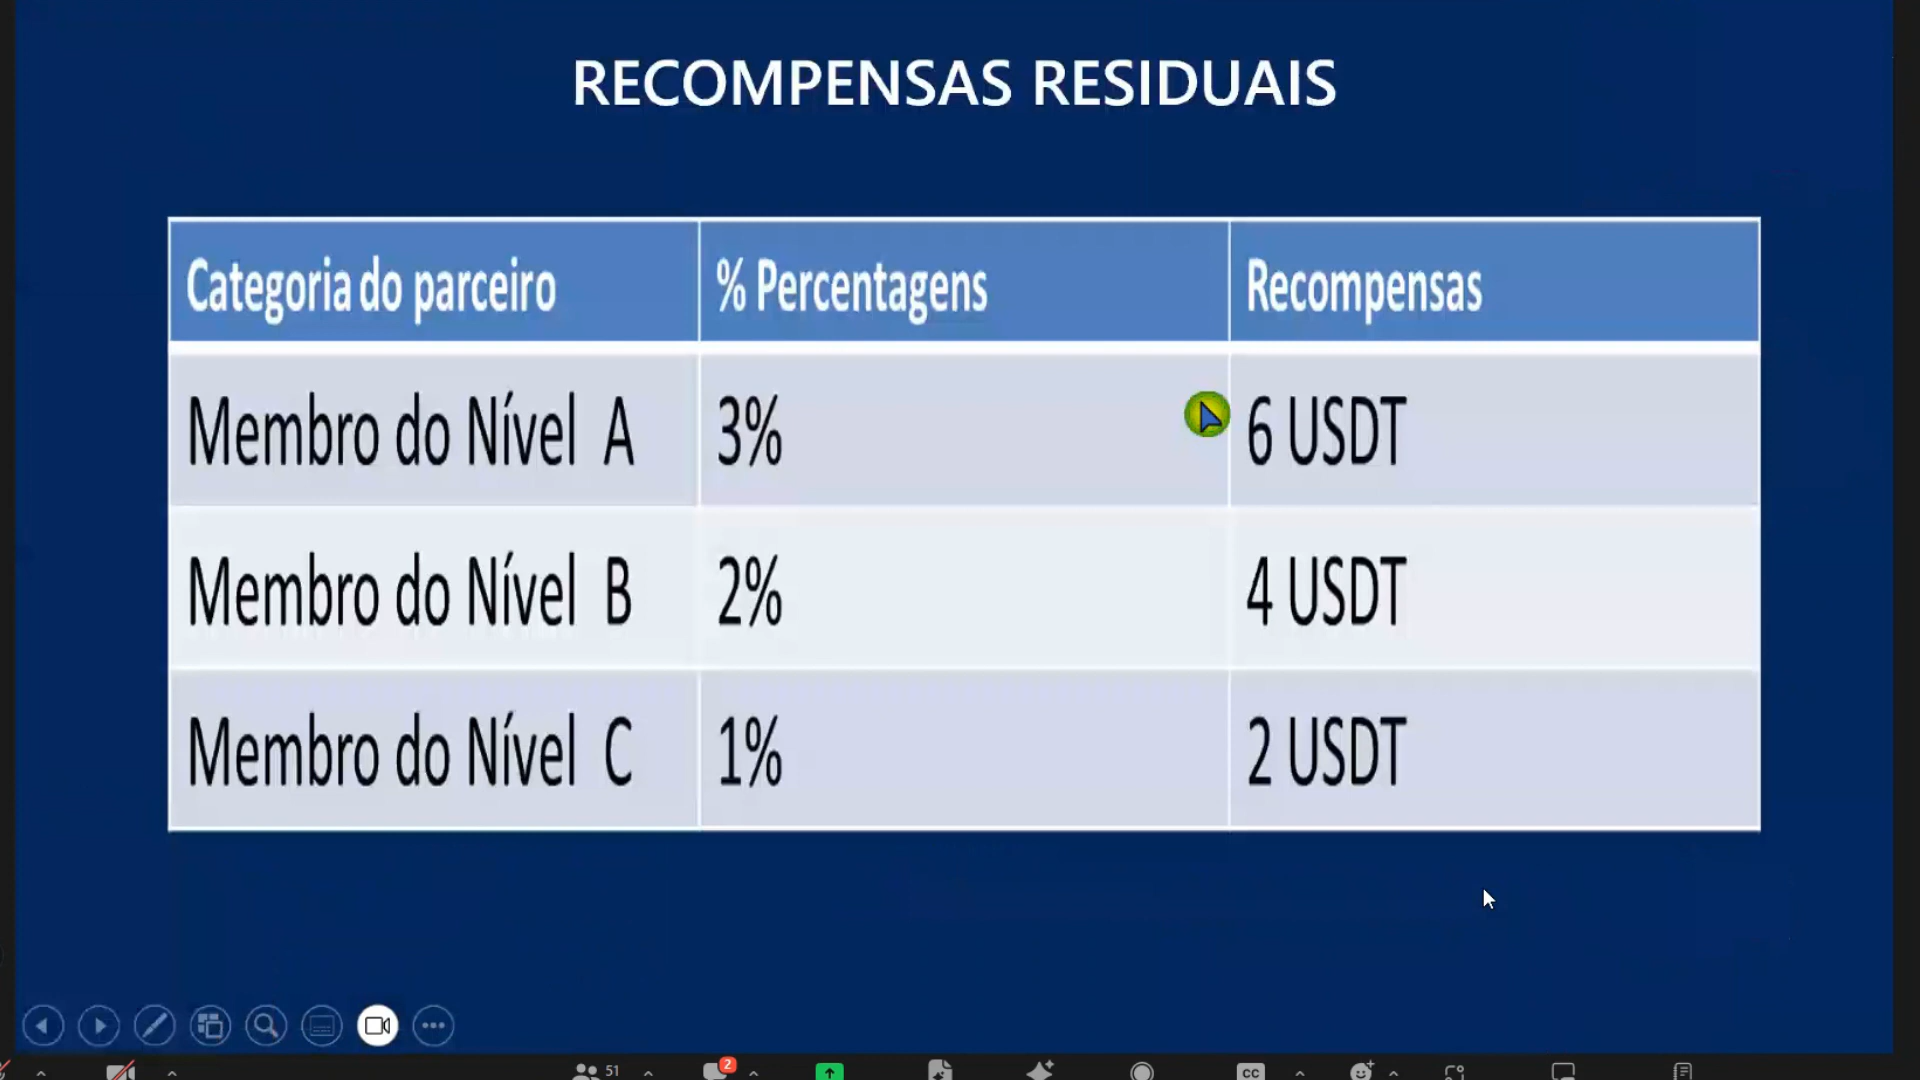 RECOMPENSAS RESIDUAIS
Categoria do parceiro % Percentagens Recompensas
Membro do Nível A 3% 6 USDT
Membro do Nível B 2% 4 USDT
Membro do Nível C 1% 2 USDT
51 2 CC